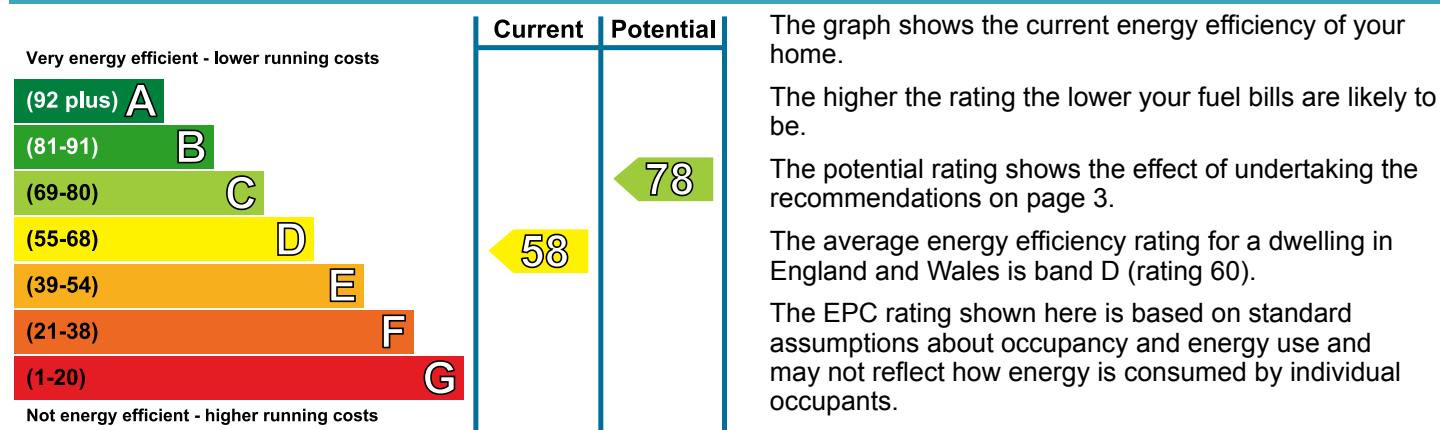 Current Potential
Very energy efficient - lower running costs
(92 plus) A
(81-91) B
(69-80) C
(55-68) D
(39-54) E
(21-38) F
(1-20) G
Not energy efficient - higher running costs
78
58
The graph shows the current energy efficiency of your
home.
The higher the rating the lower your fuel bills are likely to
be.
The potential rating shows the effect of undertaking the
recommendations on page 3.
The average energy efficiency rating for a dwelling in
England and Wales is band D (rating 60).
The EPC rating shown here is based on standard
assumptions about occupancy and energy use and
may not reflect how energy is consumed by individual
occupants.